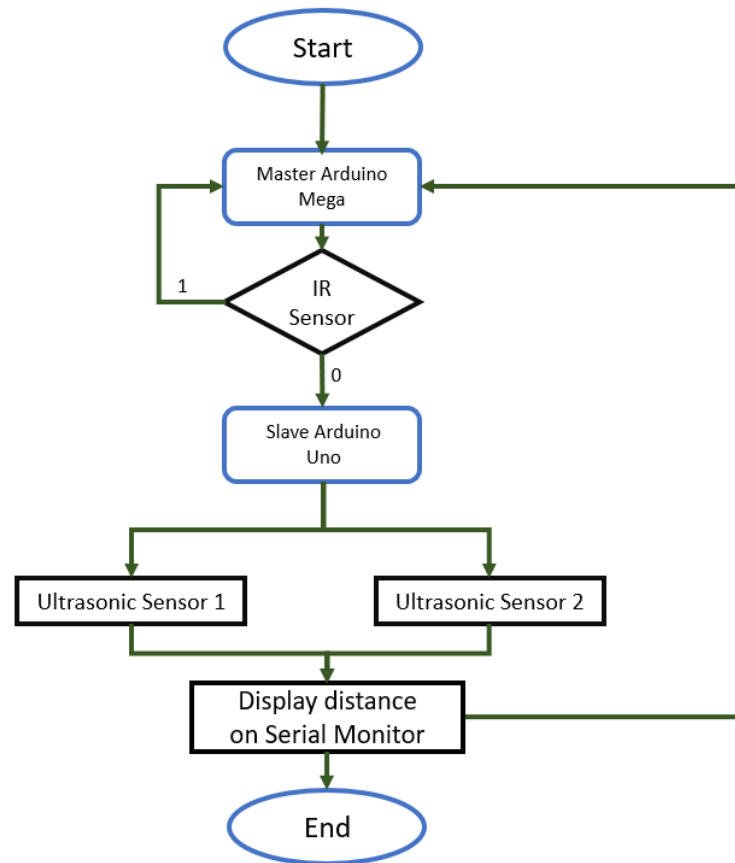 Start
Master Arduino
Mega
1
IR
Sensor
0
Slave Arduino
Uno
Ultrasonic Sensor 1
Ultrasonic Sensor 2
Display distance
on Serial Monitor
End